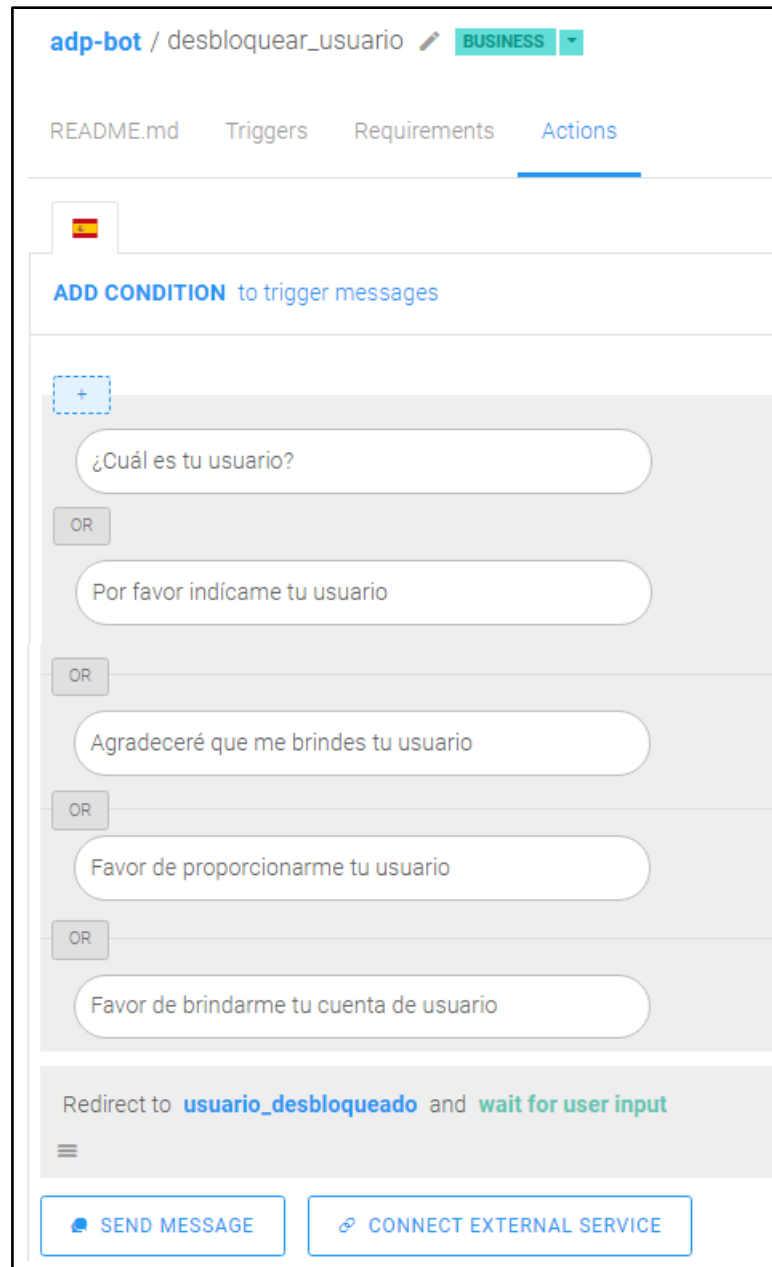 adp-bot / desbloquear_usuario BUSINESS
README.md Triggers Requirements Actions
ADD CONDITION to trigger messages
+
¿Cuál es tu usuario?
OR
Por favor indícame tu usuario
OR
Agradeceré que me brindes tu usuario
OR
Favor de proporcionarme tu usuario
OR
Favor de brindarme tu cuenta de usuario
Redirect to usuario_desbloqueado and wait for user input
SEND MESSAGE CONNECT EXTERNAL SERVICE